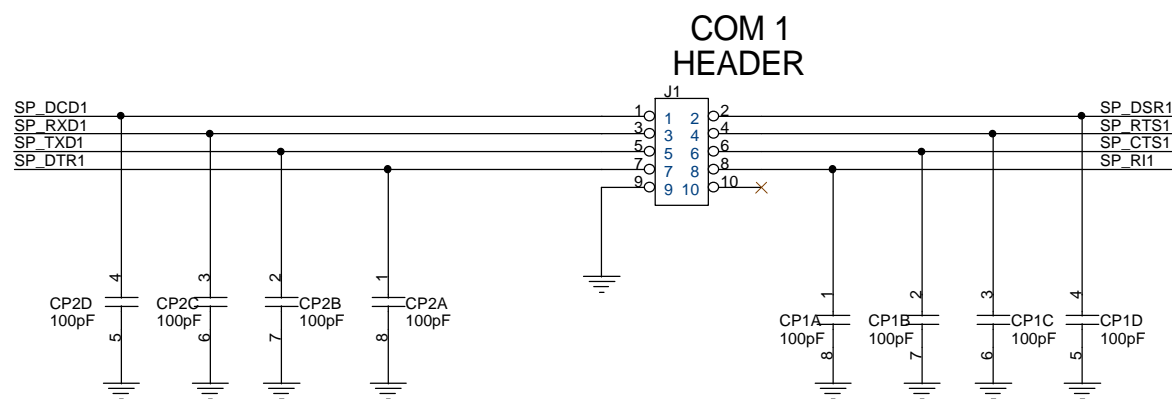 COM 1
HEADER
J1
SP_DCD1
SP_RXD1
SP_TXD1
SP_DTR1
1
3
5
7
9
1 2
3 4
5 6
7 8
9 10
2
4
6
8
10
SP_DSR1
SP_RTS1
SP_CTS1
SP_RI1
4
CP2D
100pF
5
3
CP2C
100pF
6
2
CP2B
100pF
7
1
CP2A
100pF
8
1
CP1A
100pF
8
2
CP1B
100pF
7
3
CP1C
100pF
6
4
CP1D
100pF
5